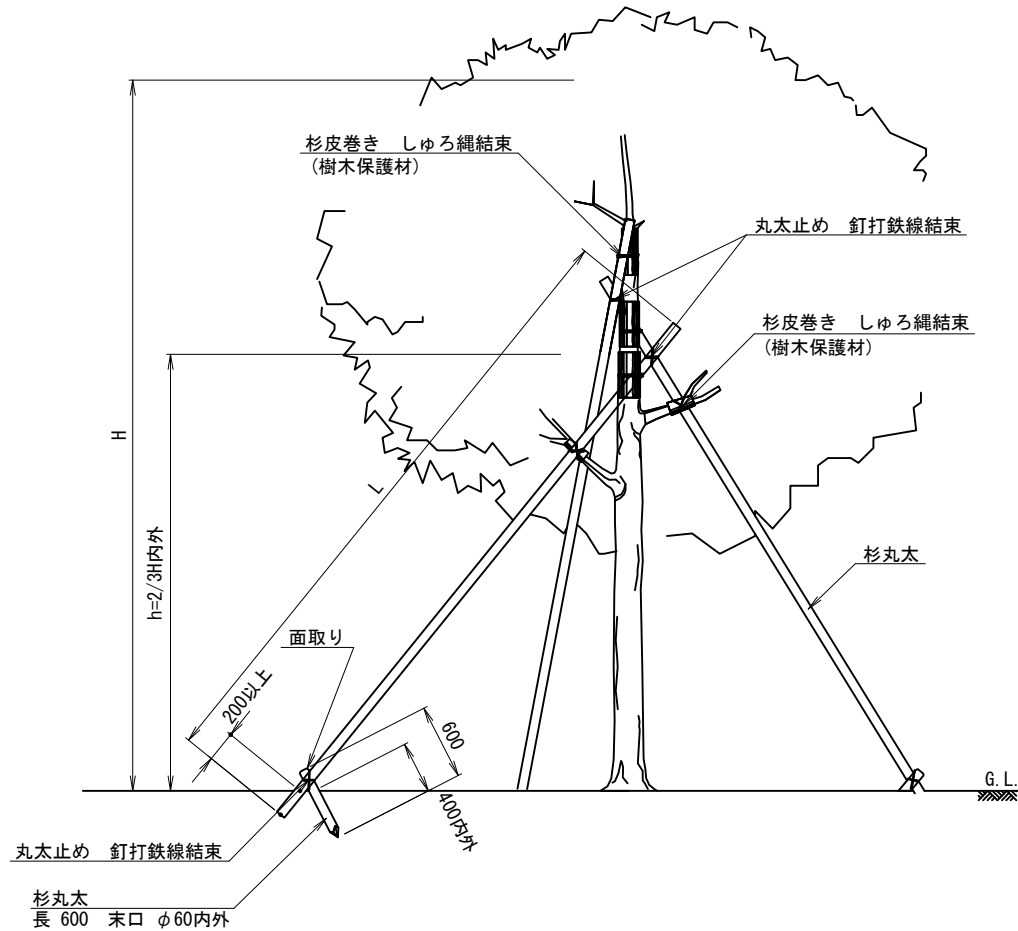 杉皮巻き　しゅろ縄結束
(樹木保護材)
丸太止め　釘打鉄線結束
杉皮巻き　しゅろ縄結束
(樹木保護材)
H
L
h=2/3H内外
杉丸太
面取り
200以上
600
400内外
G.L.
丸太止め　釘打鉄線結束
杉丸太
長 600　末口 φ60内外